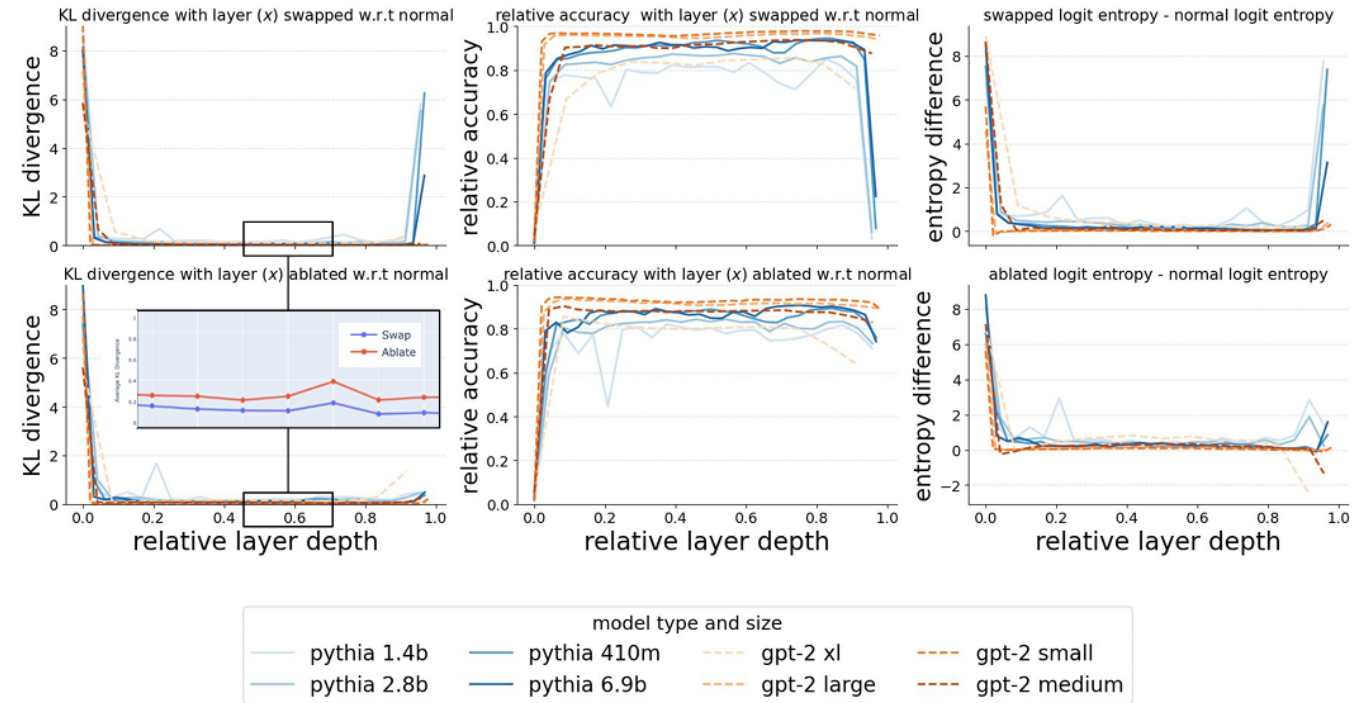 KL divergence with layer (x) swapped w.r.t normal
KL divergence
8
6
4
2
0
relative accuracy with layer (x) swapped w.r.t normal
relative accuracy
1.0
0.8
0.6
0.4
0.2
0.0
swapped logit entropy - normal logit entropy
entropy difference
8
6
4
2
0
KL divergence with layer (x) ablated w.r.t normal
KL divergence
8
6
4
2
0
0.0 0.2 0.4 0.6 0.8 1.0
relative layer depth
Average KL Divergence
Swap
Ablate
relative accuracy with layer (x) ablated w.r.t normal
relative accuracy
1.0
0.8
0.6
0.4
0.2
0.0
0.0 0.2 0.4 0.6 0.8 1.0
relative layer depth
ablated logit entropy - normal logit entropy
entropy difference
8
6
4
2
0
−2
0.0 0.2 0.4 0.6 0.8 1.0
relative layer depth
model type and size
pythia 1.4b pythia 410m gpt-2 xl gpt-2 small
pythia 2.8b pythia 6.9b gpt-2 large gpt-2 medium